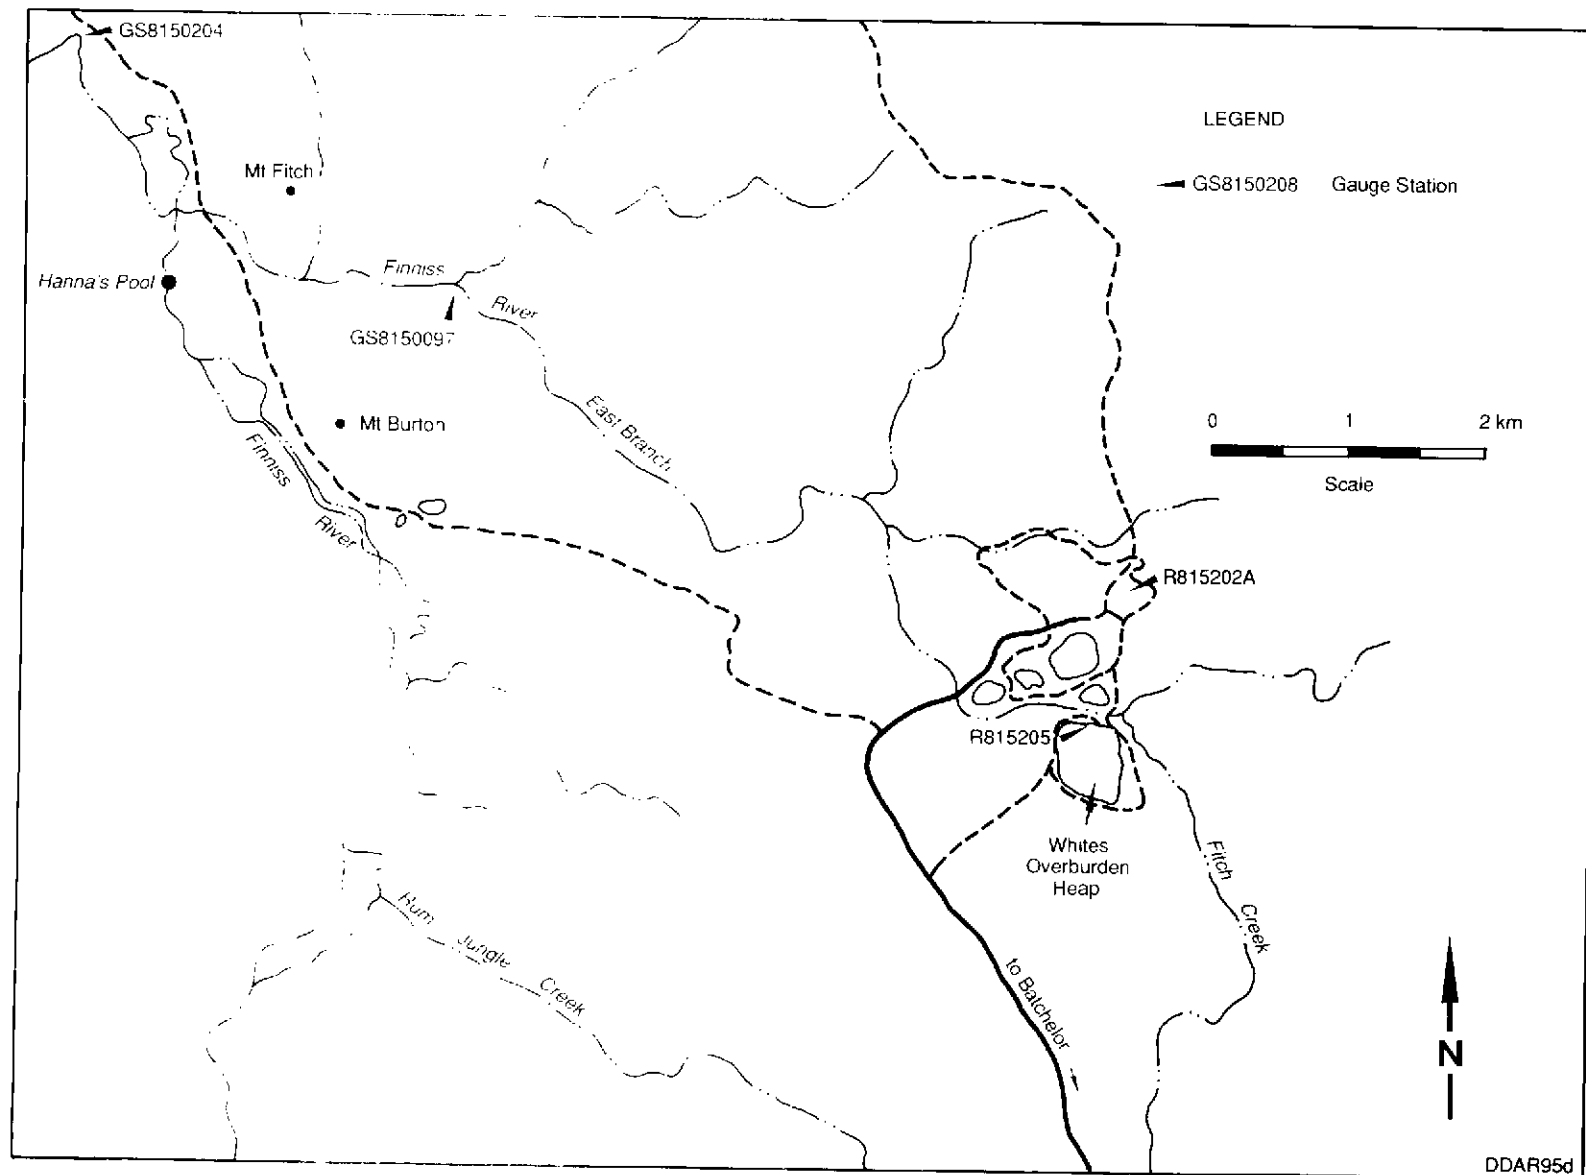 GS8150204
LEGEND
Mt Fitch
GS8150208 Gauge Station
Hanna's Pool
Finniss
River
GS8150097
0 1 2 km
Scale
East Branch
Mt Burton
Finniss
River
R815202A
R815205
Whites
Overburden
Heap
Fitch
Creek
Rum
Jungle
Creek
to Batchelor
N
DDAR95d